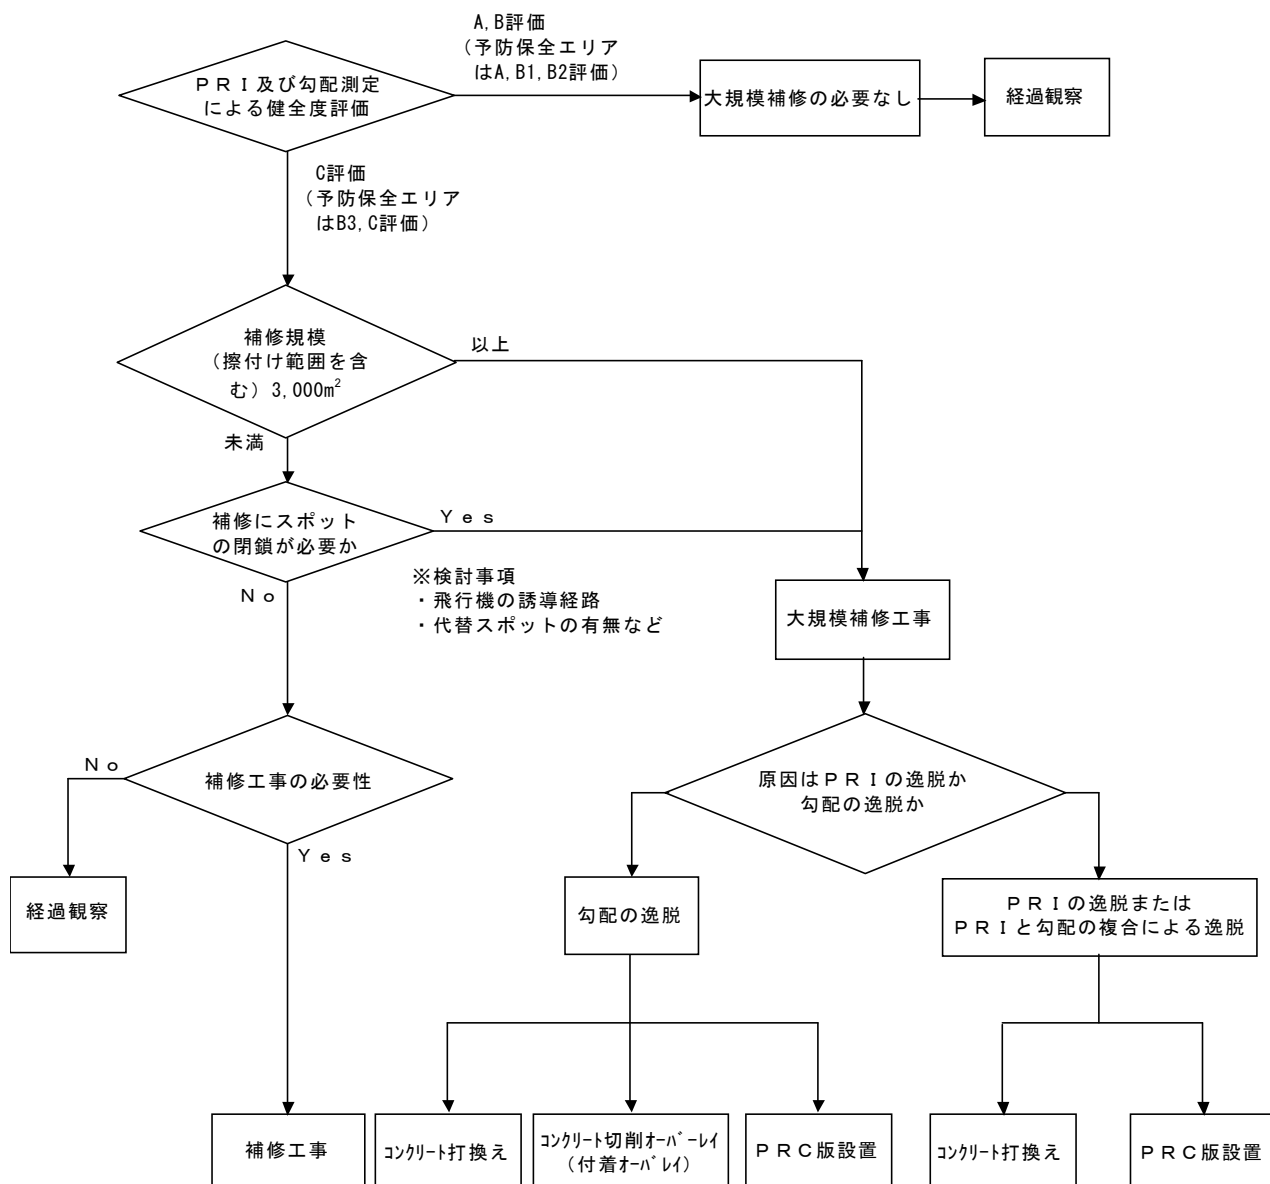 A,B評価
(予防保全エリア
はA,B1,B2評価)
ＰＲＩ及び勾配測定
による健全度評価
大規模補修の必要なし
経過観察
C評価
(予防保全エリア
はB3,C評価)
補修規模
(擦付け範囲を含
む) 3,000m²
以上
未満
補修にスポット
の閉鎖が必要か
Ｙｅｓ
Ｎｏ
※検討事項
・飛行機の誘導経路
・代替スポットの有無など
大規模補修工事
Ｎｏ
補修工事の必要性
Ｙｅｓ
原因はＰＲＩの逸脱か
勾配の逸脱か
経過観察
勾配の逸脱
ＰＲＩの逸脱または
ＰＲＩと勾配の複合による逸脱
補修工事
ｺﾝｸﾘｰﾄ打換え
ｺﾝｸﾘｰﾄ切削ｵｰﾊﾞｰﾚｲ
(付着ｵｰﾊﾞﾚｲ)
ＰＲＣ版設置
ｺﾝｸﾘｰﾄ打換え
ＰＲＣ版設置